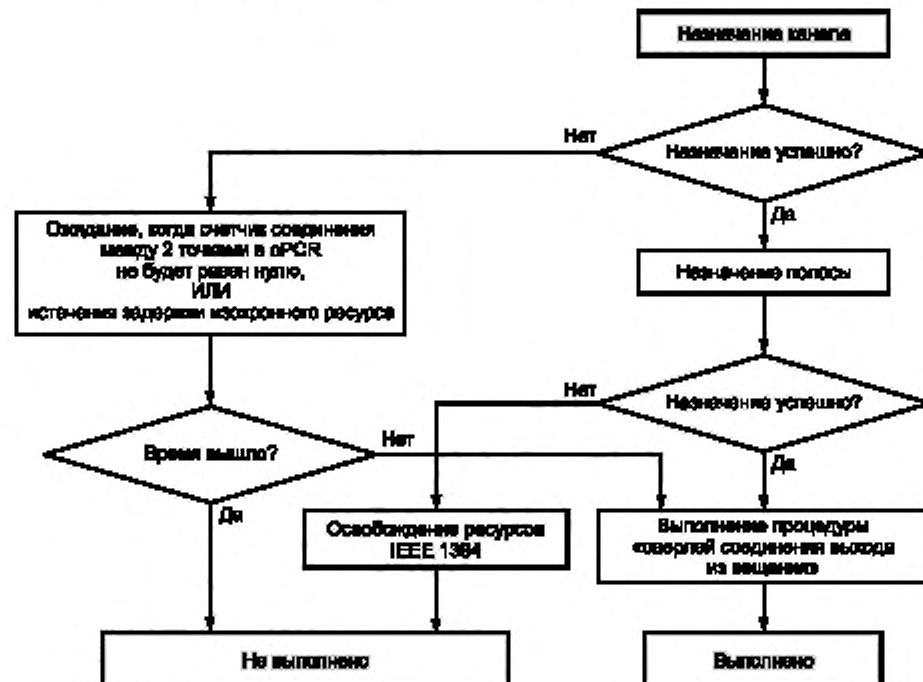 Назначение канала
Нет
Назначение успешно?
Да
Ожидание, когда счетчик соединения
между 2 точками в oPCR
не будет равен нулю,
ИЛИ
истечения задержки изохронного ресурса
Назначение полосы
Нет
Назначение успешно?
Время вышло?
Нет
Да
Да
Освобождение ресурсов
IEEE 1394
Выполнение процедуры
«оверлей соединения выхода
из вещания»
Не выполнено
Выполнено